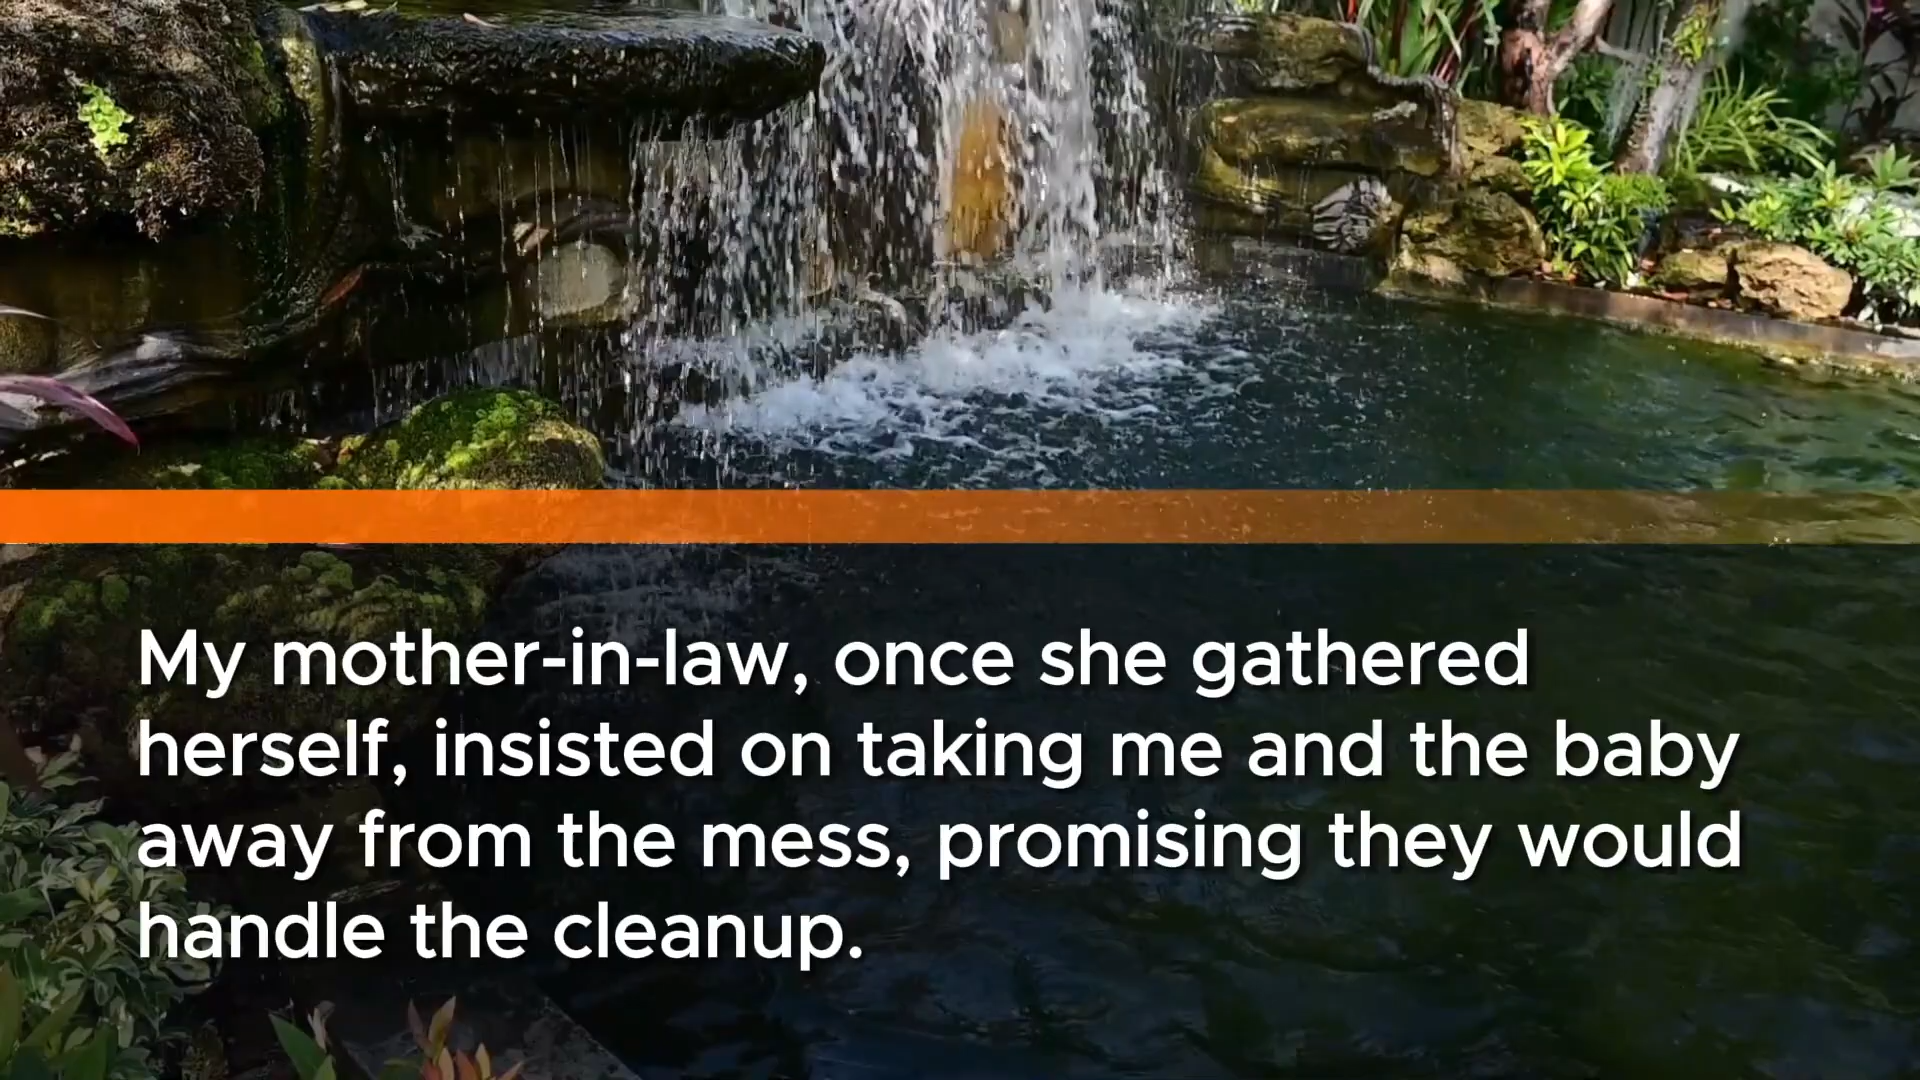 My mother-in-law, once she gathered
herself, insisted on taking me and the baby
away from the mess, promising they would
handle the cleanup.